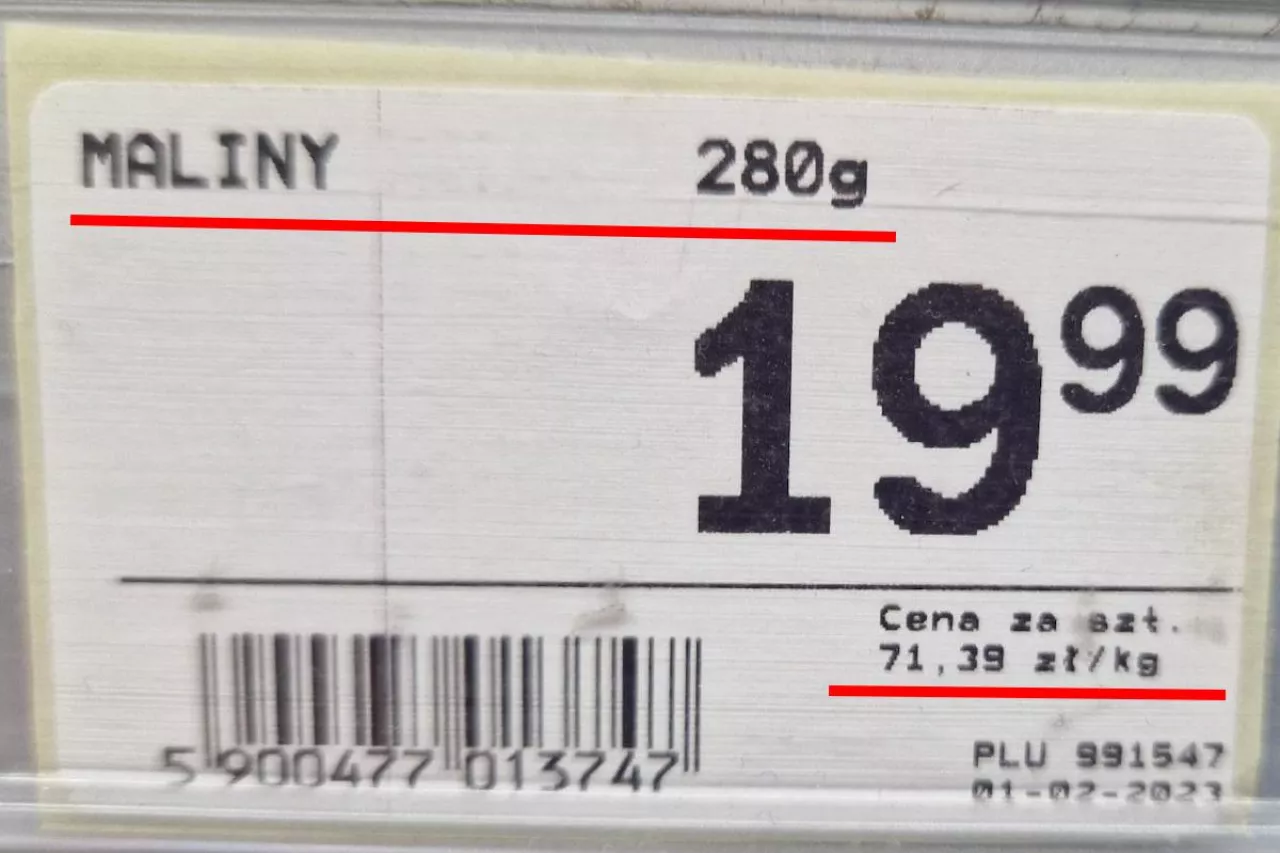 MALINY 280g
19 99
Cena za szt.
71,39 zł/kg
5 900477 013747
PLU 991547
01-02-2023